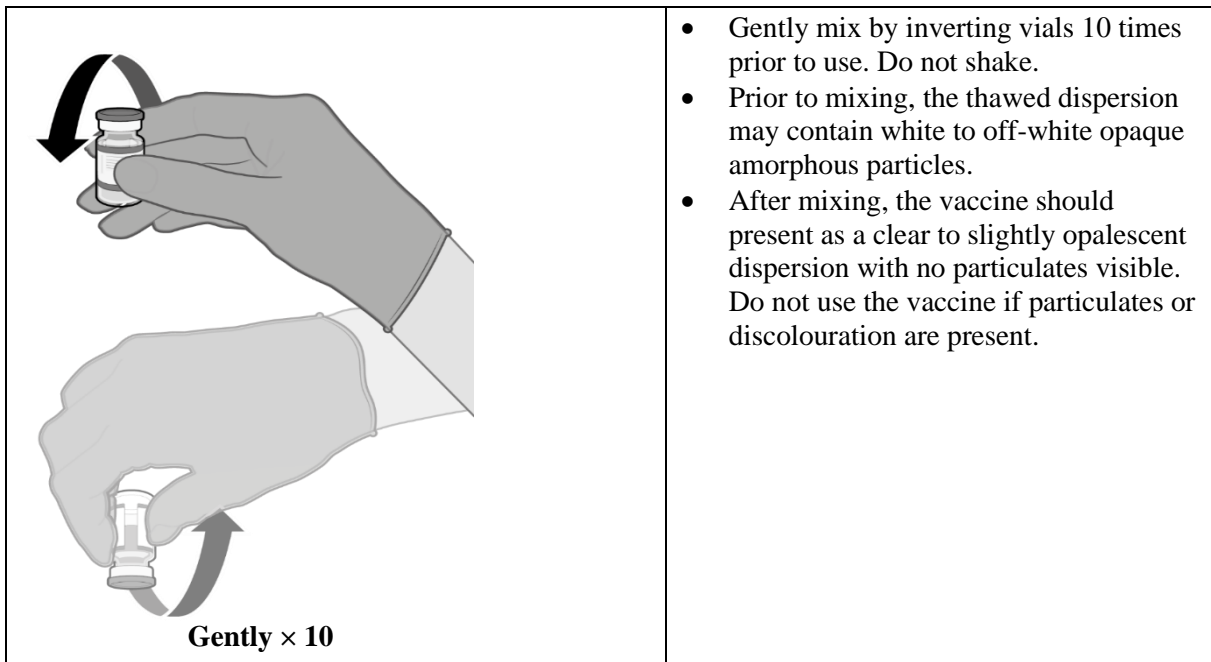 • Gently mix by inverting vials 10 times
prior to use. Do not shake.
• Prior to mixing, the thawed dispersion
may contain white to off-white opaque
amorphous particles.
• After mixing, the vaccine should
present as a clear to slightly opalescent
dispersion with no particulates visible.
Do not use the vaccine if particulates or
discolouration are present.
Gently × 10